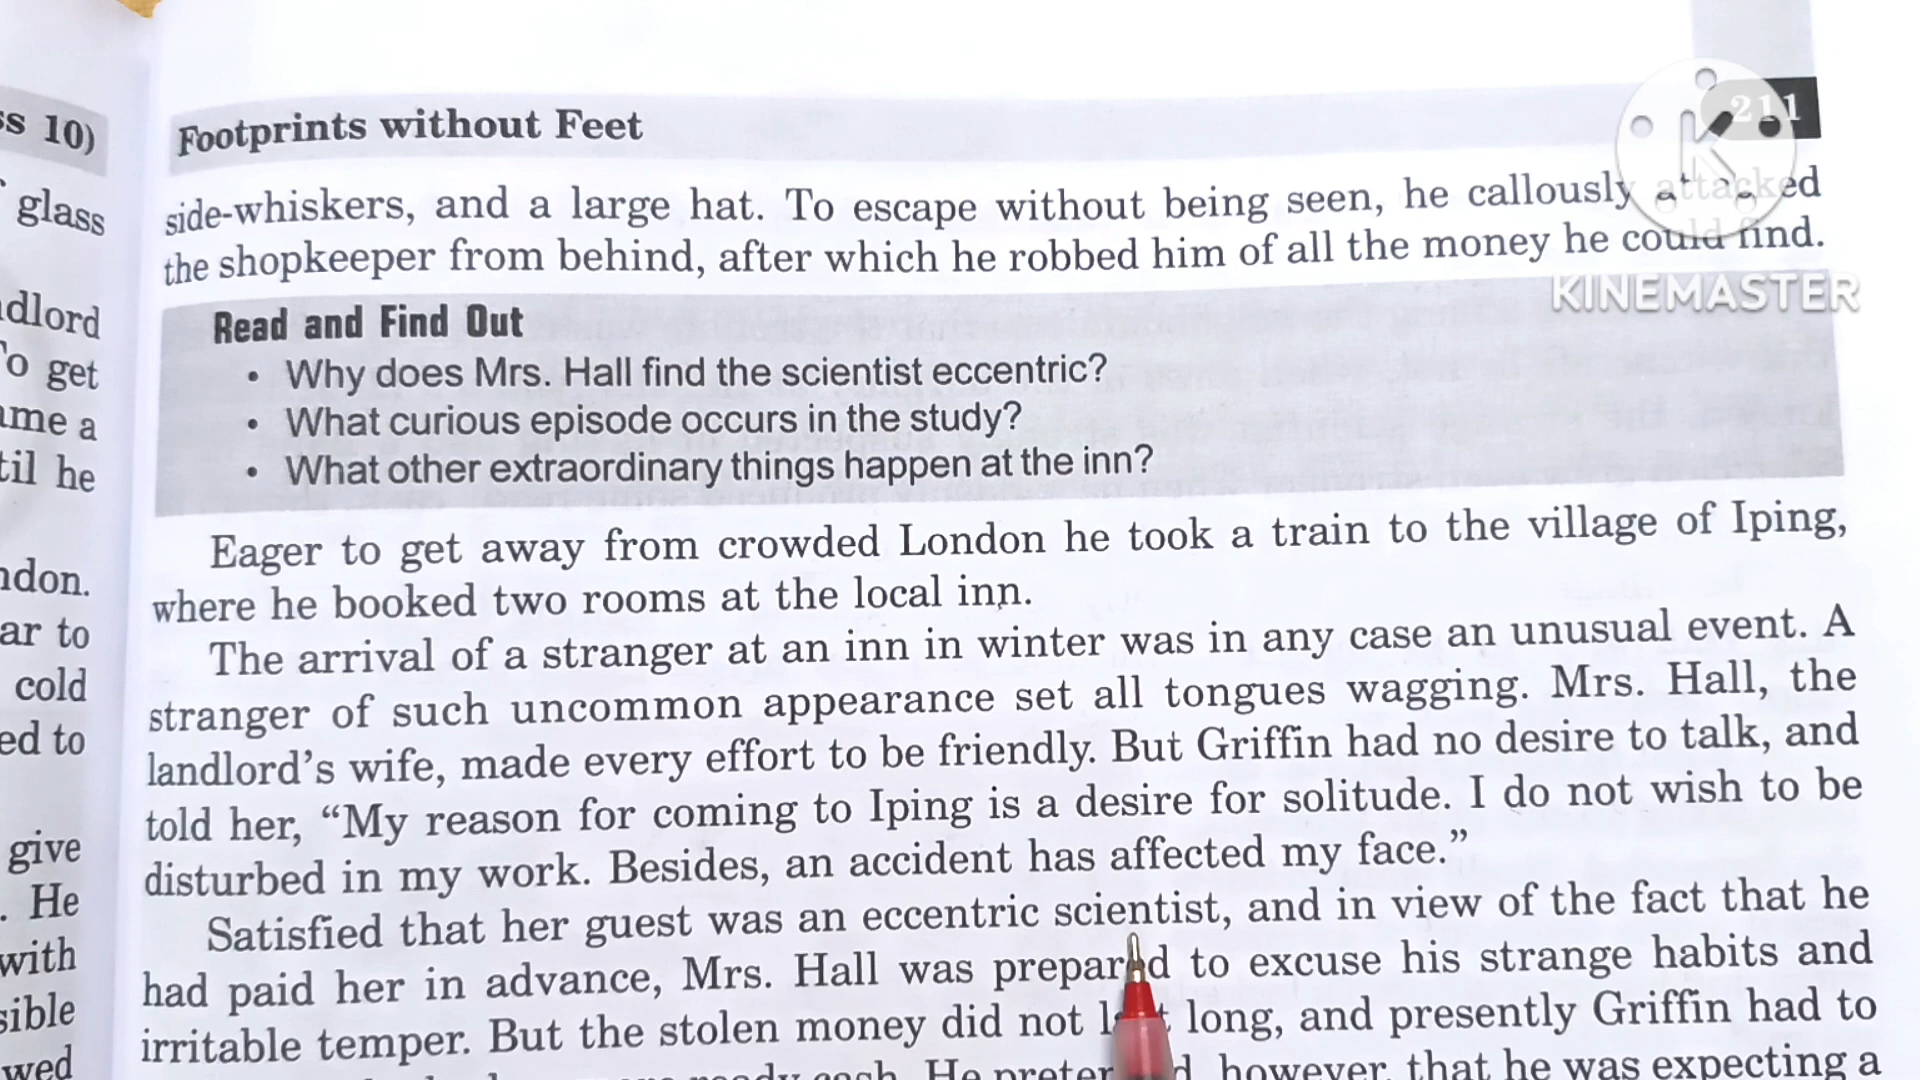 ss 10)
glass
dlord
To get
ame a
til he
ndon.
ar to
cold
ed to
give
. He
with
sible
wed
Footprints without Feet
211
side-whiskers, and a large hat. To escape without being seen, he callously attacked
the shopkeeper from behind, after which he robbed him of all the money he could find.
KINEMASTER
Read and Find Out
• Why does Mrs. Hall find the scientist eccentric?
• What curious episode occurs in the study?
• What other extraordinary things happen at the inn?
Eager to get away from crowded London he took a train to the village of Iping,
where he booked two rooms at the local inn.
The arrival of a stranger at an inn in winter was in any case an unusual event. A
stranger of such uncommon appearance set all tongues wagging. Mrs. Hall, the
landlord's wife, made every effort to be friendly. But Griffin had no desire to talk, and
told her, “My reason for coming to Iping is a desire for solitude. I do not wish to be
disturbed in my work. Besides, an accident has affected my face.”
Satisfied that her guest was an eccentric scientist, and in view of the fact that he
had paid her in advance, Mrs. Hall was prepared to excuse his strange habits and
irritable temper. But the stolen money did not last long, and presently Griffin had to
ready cash. He pretended, however, that he was expecting a